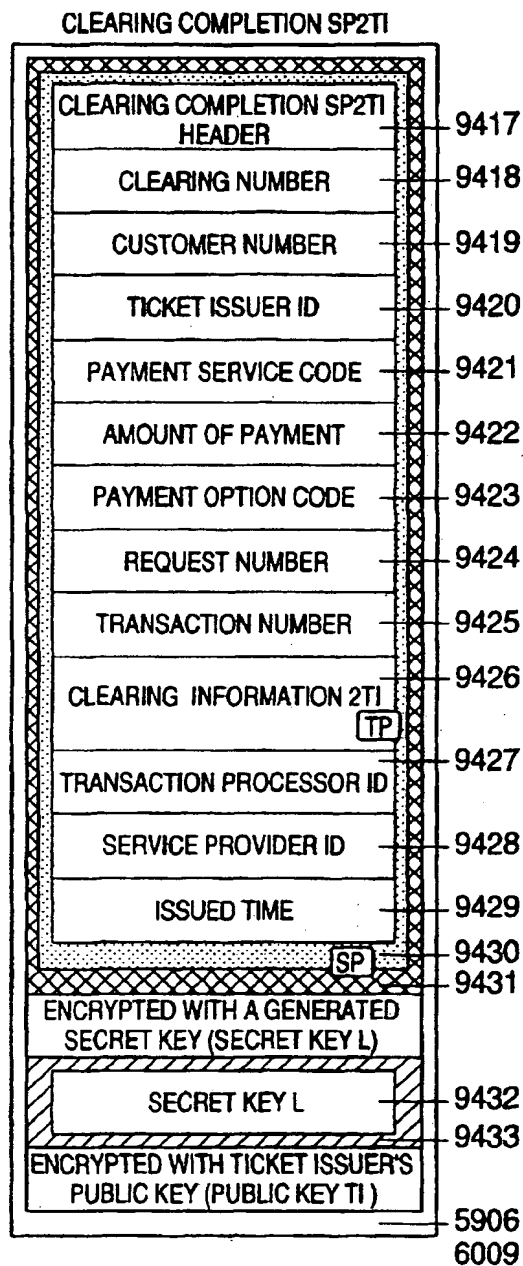 CLEARING COMPLETION SP2TI
CLEARING COMPLETION SP2TI
HEADER
9417
CLEARING NUMBER
9418
CUSTOMER NUMBER
9419
TICKET ISSUER ID
9420
PAYMENT SERVICE CODE
9421
AMOUNT OF PAYMENT
9422
PAYMENT OPTION CODE
9423
REQUEST NUMBER
9424
TRANSACTION NUMBER
9425
CLEARING INFORMATION 2TI
9426
TP
TRANSACTION PROCESSOR ID
9427
SERVICE PROVIDER ID
9428
ISSUED TIME
9429
SP
9430
9431
ENCRYPTED WITH A GENERATED
SECRET KEY (SECRET KEY L)
SECRET KEY L
9432
9433
ENCRYPTED WITH TICKET ISSUER'S
PUBLIC KEY (PUBLIC KEY TI )
5906
6009